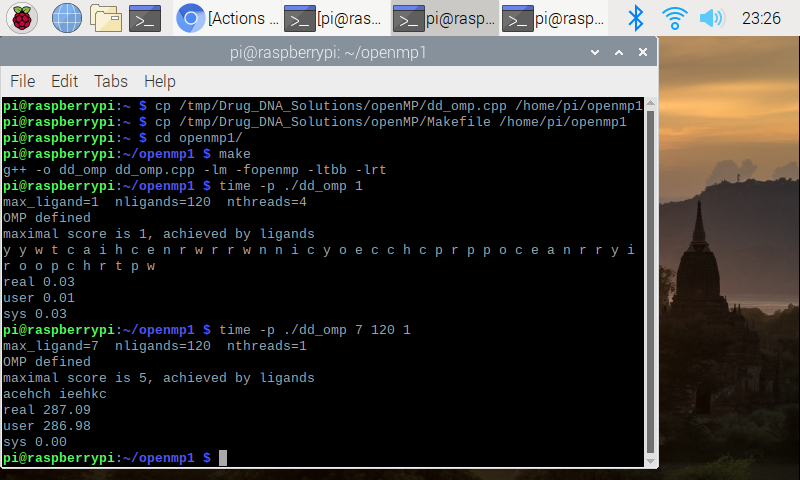 [Actions ...
[pi@ras...
pi@rasp...
pi@rasp...
23:26
pi@raspberrypi: ~/openmp1
File Edit Tabs Help
pi@raspberrypi:~ $ cp /tmp/Drug_DNA_Solutions/openMP/dd_omp.cpp /home/pi/openmp1
pi@raspberrypi:~ $ cp /tmp/Drug_DNA_Solutions/openMP/Makefile /home/pi/openmp1
pi@raspberrypi:~ $ cd openmp1/
pi@raspberrypi:~/openmp1 $ make
g++ -o dd_omp dd_omp.cpp -lm -fopenmp -ltbb -lrt
pi@raspberrypi:~/openmp1 $ time -p ./dd_omp 1
max_ligand=1  nligands=120  nthreads=4
OMP defined
maximal score is 1, achieved by ligands
y y w t c a i h c e n r w r r w n n i c y o e c c h c p r p p o c e a n r r y i
r o o p c h r t p w
real 0.03
user 0.01
sys 0.03
pi@raspberrypi:~/openmp1 $ time -p ./dd_omp 7 120 1
max_ligand=7  nligands=120  nthreads=1
OMP defined
maximal score is 5, achieved by ligands
acehch ieehkc
real 287.09
user 286.98
sys 0.00
pi@raspberrypi:~/openmp1 $